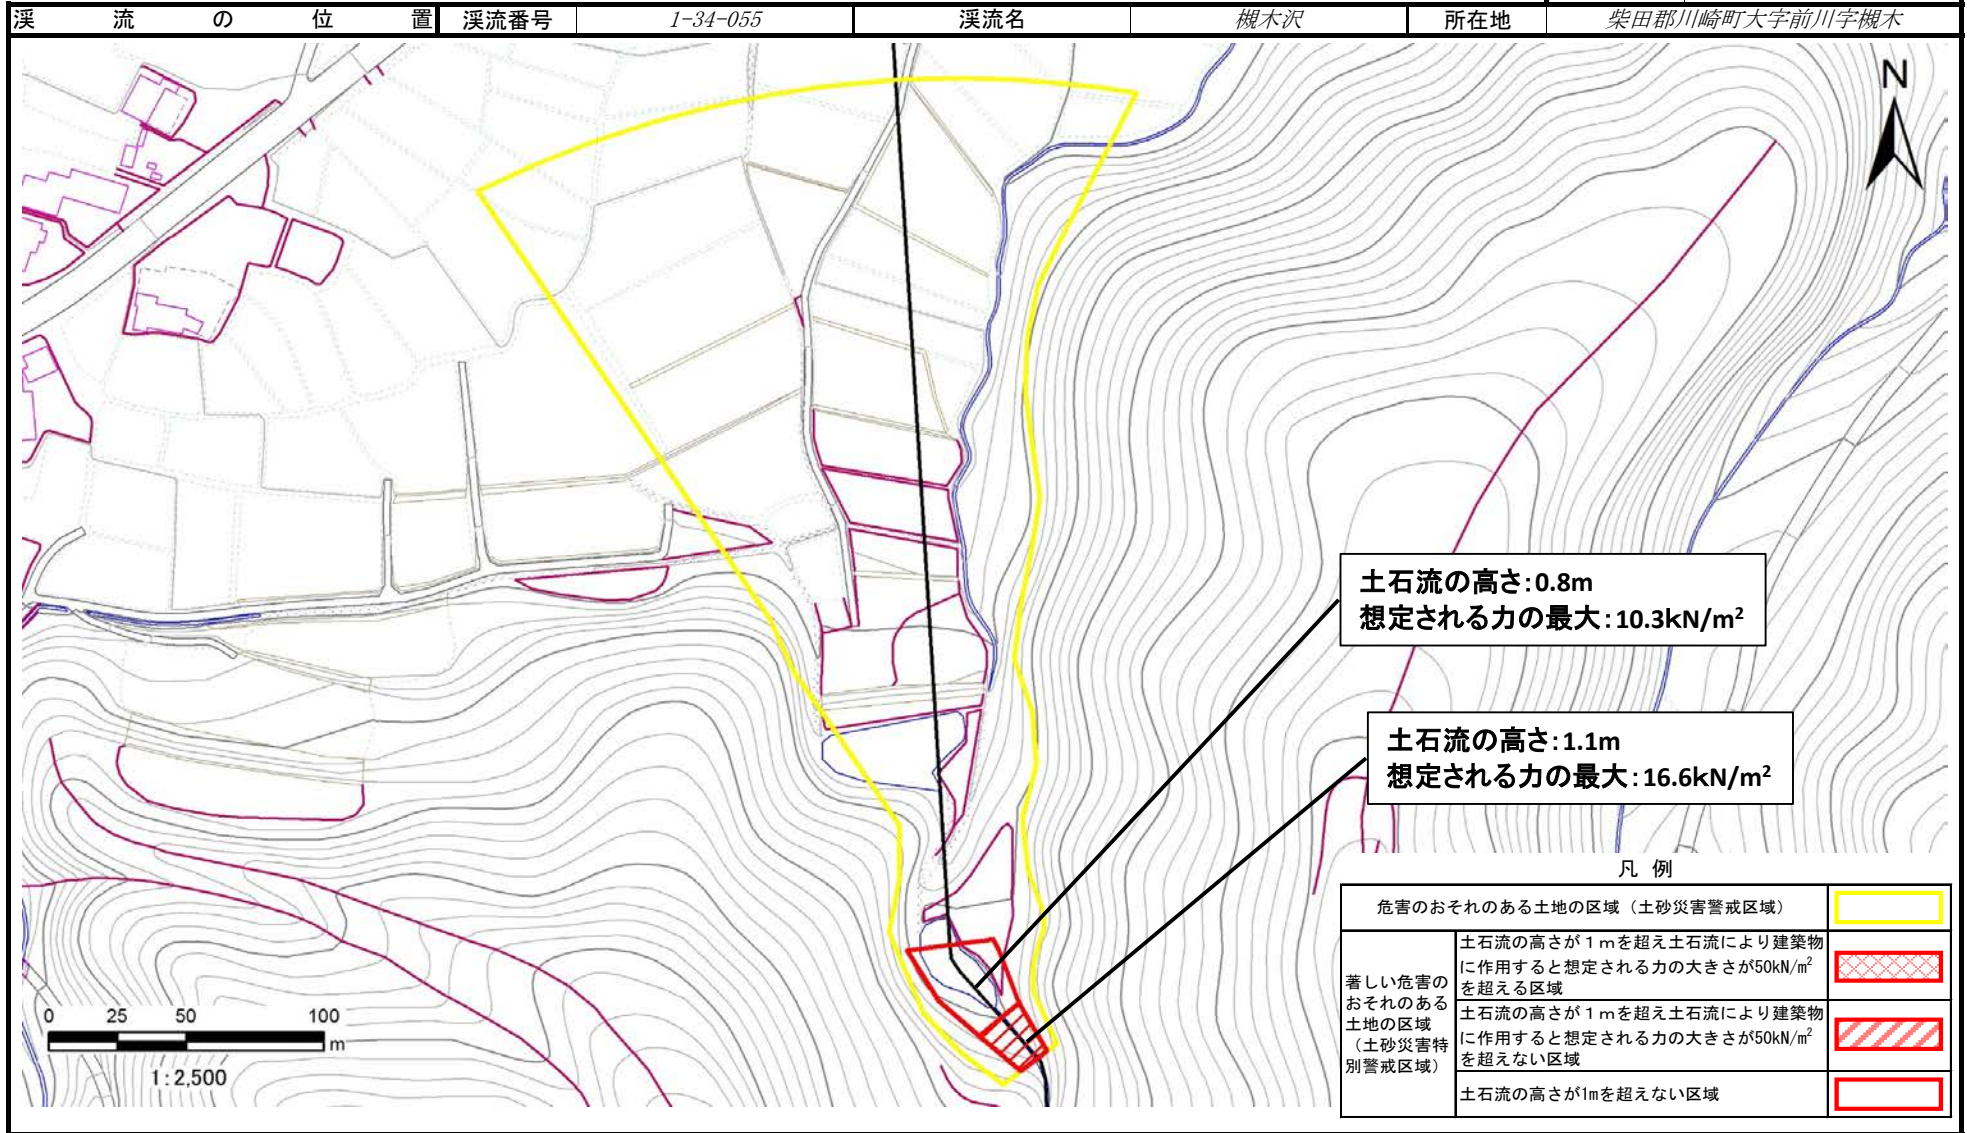 渓流の位置 渓流番号 1-34-055 渓流名 槻木沢 所在地 柴田郡川崎町大字前川字槻木
N
土石流の高さ:0.8m
想定される力の最大:10.3kN/m²
土石流の高さ:1.1m
想定される力の最大:16.6kN/m²
凡 例
危害のおそれのある土地の区域（土砂災害警戒区域）
著しい危害の
おそれのある
土地の区域
（土砂災害特
別警戒区域）
土石流の高さが１ｍを超え土石流により建築物
に作用すると想定される力の大きさが50kN/m²
を超える区域
土石流の高さが１ｍを超え土石流により建築物
に作用すると想定される力の大きさが50kN/m²
を超えない区域
土石流の高さが1mを超えない区域
0 25 50 100
m
1:2,500